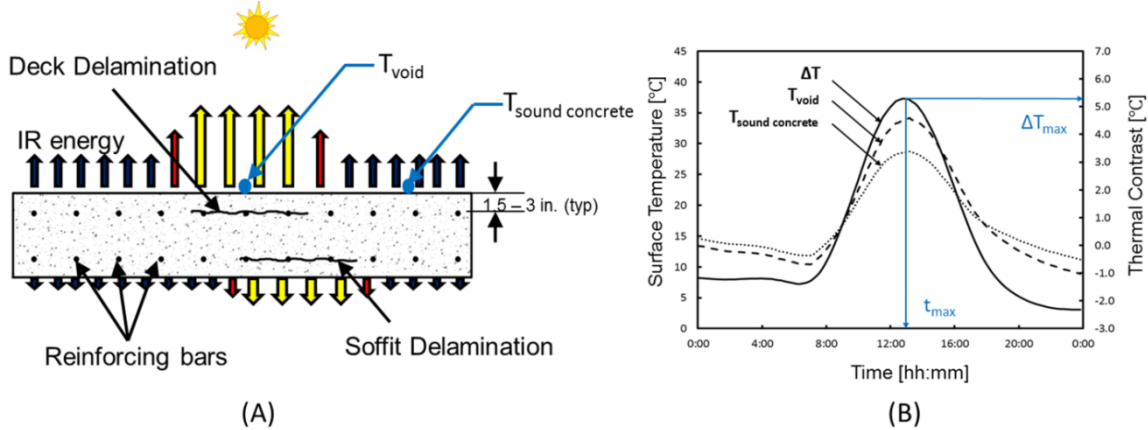 Deck Delamination
T_void
T_sound concrete
IR energy
1.5 – 3 in. (typ)
Reinforcing bars
Soffit Delamination
(A)
45
40
35
30
25
20
15
10
5
0
Surface Temperature [℃]
7.0
6.0
5.0
4.0
3.0
2.0
1.0
0.0
-1.0
-2.0
-3.0
Thermal Contrast [℃]
ΔT
T_void
T_sound concrete
ΔT_max
t_max
0:00 4:00 8:00 12:00 16:00 20:00 0:00
Time [hh:mm]
(B)